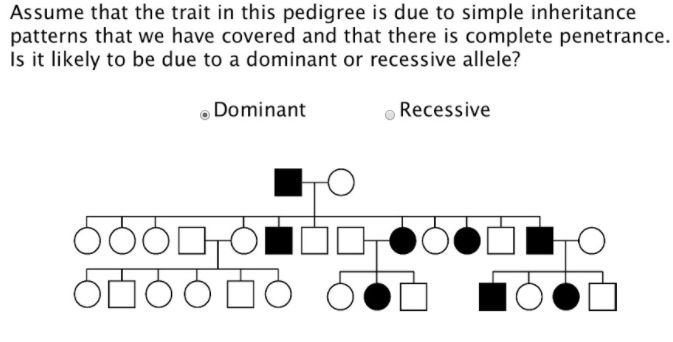 Assume that the trait in this pedigree is due to simple inheritance
patterns that we have covered and that there is complete penetrance.
Is it likely to be due to a dominant or recessive allele?
Dominant Recessive